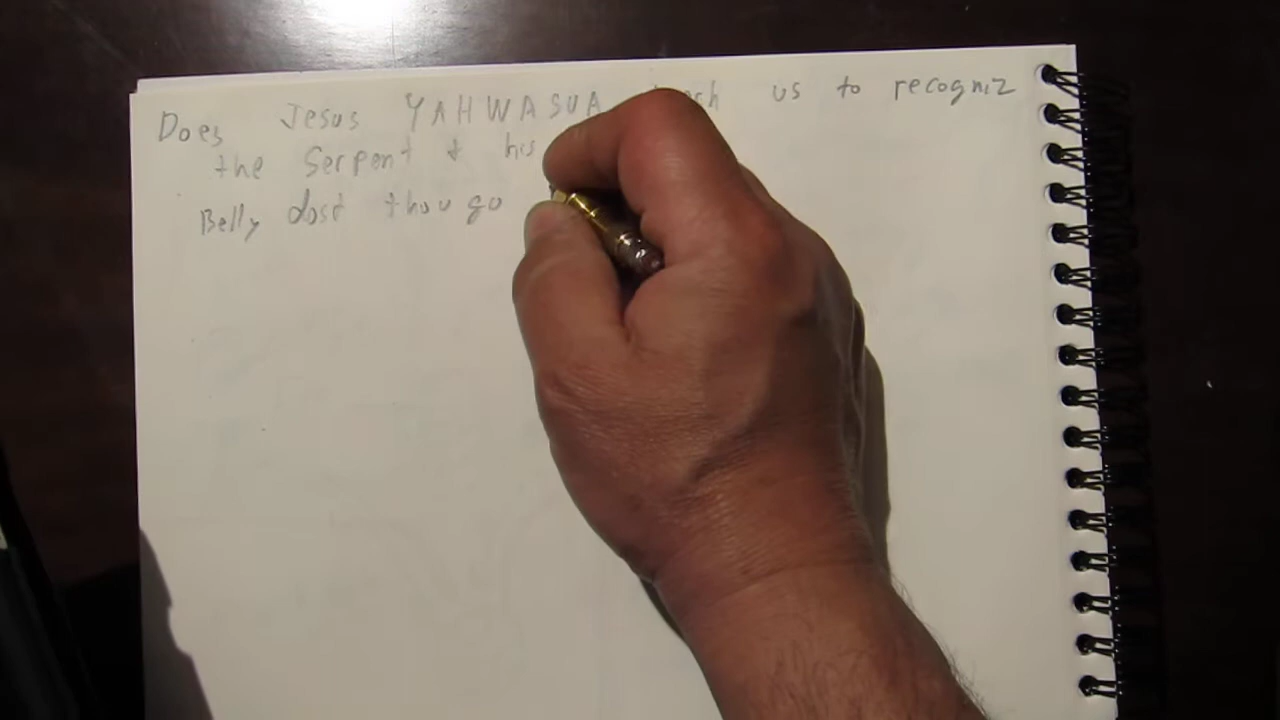 Does Jesus YAHWASUA us to recogniz
the Serpent & his
Belly dost thou go